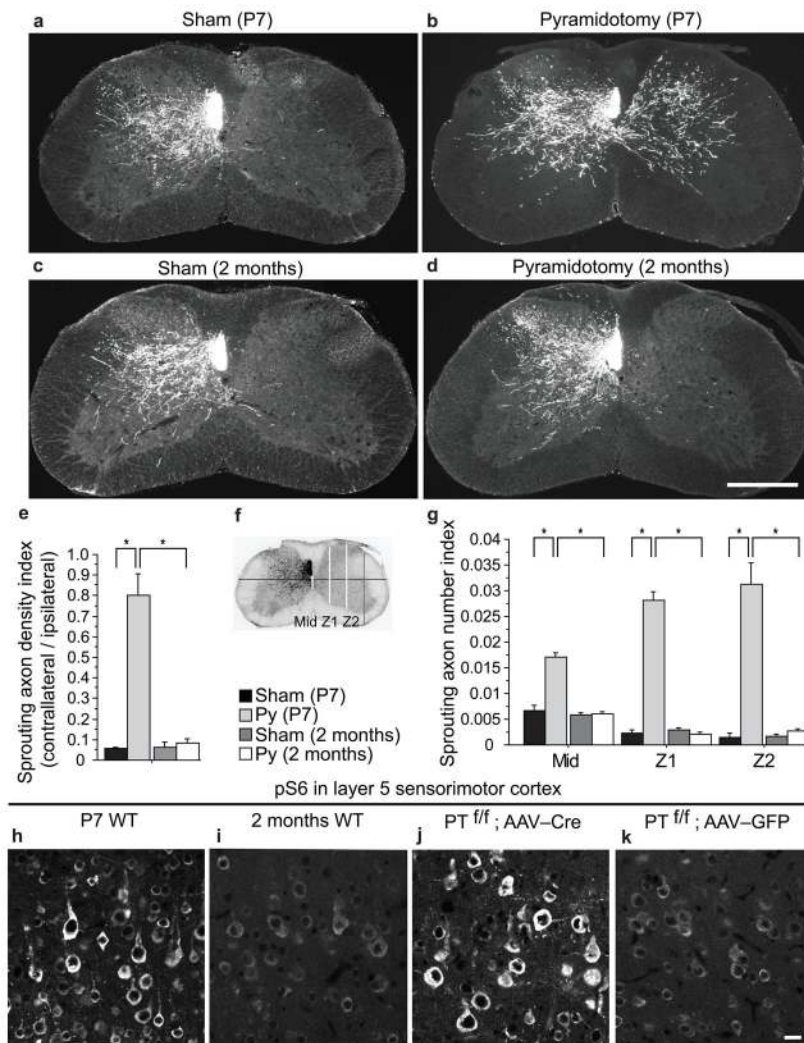 a
Sham (P7)
b
Pyramidotomy (P7)
c
Sham (2 months)
d
Pyramidotomy (2 months)
e
Sprouting axon density index
(contrallateral / ipsilateral)
1.0
0.9
0.8
0.7
0.6
0.5
0.4
0.3
0.2
0.1
0
*
*
f
Mid Z1 Z2
Sham (P7)
Py (P7)
Sham (2 months)
Py (2 months)
g
Sprouting axon number index
0.04
0.035
0.03
0.025
0.02
0.015
0.01
0.005
0
* * * * * *
Mid Z1 Z2
pS6 in layer 5 sensorimotor cortex
h
P7 WT
i
2 months WT
j
PT f/f ; AAV–Cre
k
PT f/f ; AAV–GFP